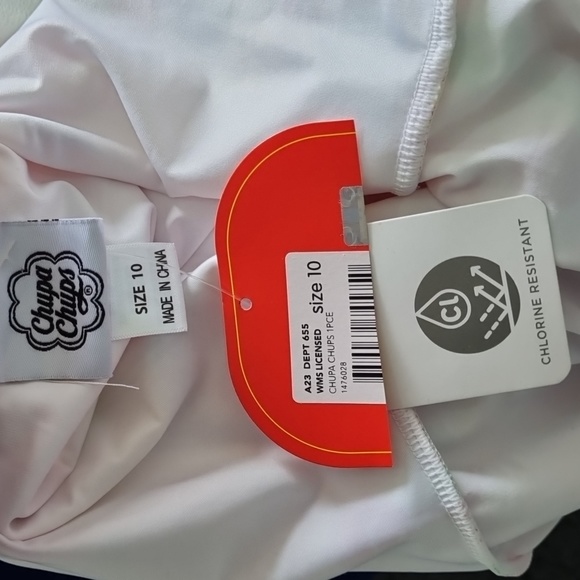 Chupa
Chups®
SIZE 10
MADE IN CHINA
size 10
A23 DEPT 655
WMS LICENSED
CHUPA CHUPS 1PCE
1476028
Cl
CHLORINE RESISTANT